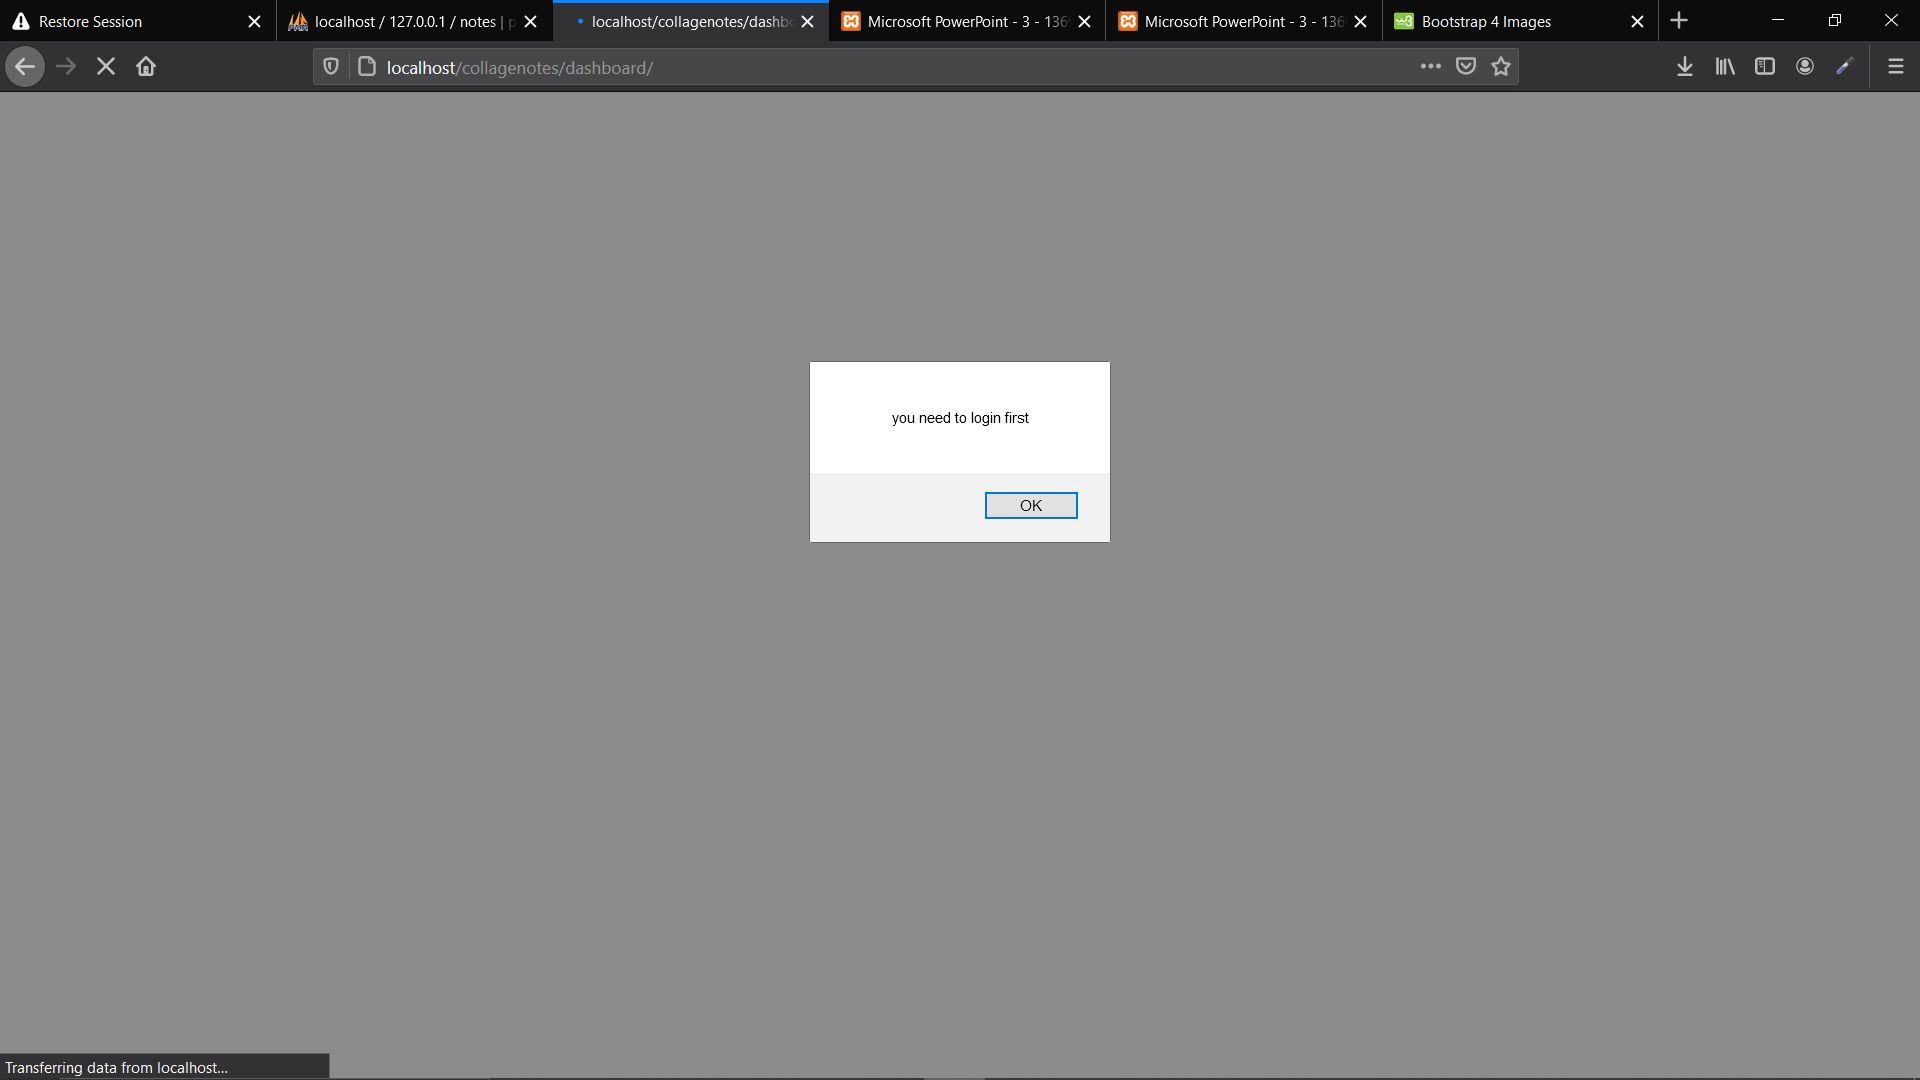 Restore Session
localhost / 127.0.0.1 / notes | p
localhost/collagenotes/dashbo
Microsoft PowerPoint - 3 - 136
Microsoft PowerPoint - 3 - 136
Bootstrap 4 Images
localhost/collagenotes/dashboard/
you need to login first
OK
Transferring data from localhost...